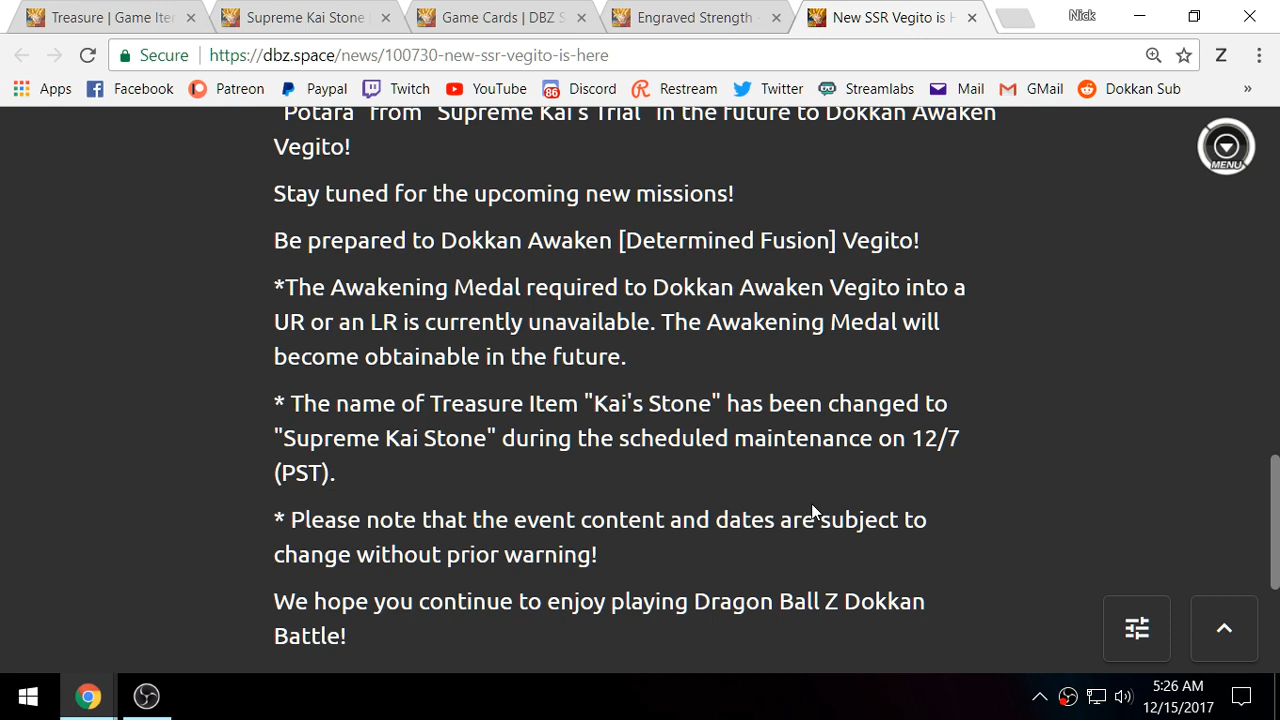 Treasure | Game Iter
Supreme Kai Stone
Game Cards | DBZ S
Engraved Strength -
New SSR Vegito is H
Nick
Secure
https://dbz.space/news/100730-new-ssr-vegito-is-here
Z
Apps
Facebook
Patreon
Paypal
Twitch
YouTube
Discord
Restream
Twitter
Streamlabs
Mail
GMail
Dokkan Sub
»
"Potara" from "Supreme Kai's Trial" in the future to Dokkan Awaken
Vegito!
MENU
Stay tuned for the upcoming new missions!
Be prepared to Dokkan Awaken [Determined Fusion] Vegito!
*The Awakening Medal required to Dokkan Awaken Vegito into a
UR or an LR is currently unavailable. The Awakening Medal will
become obtainable in the future.
* The name of Treasure Item "Kai's Stone" has been changed to
"Supreme Kai Stone" during the scheduled maintenance on 12/7
(PST).
* Please note that the event content and dates are subject to
change without prior warning!
We hope you continue to enjoy playing Dragon Ball Z Dokkan
Battle!
5:26 AM
12/15/2017